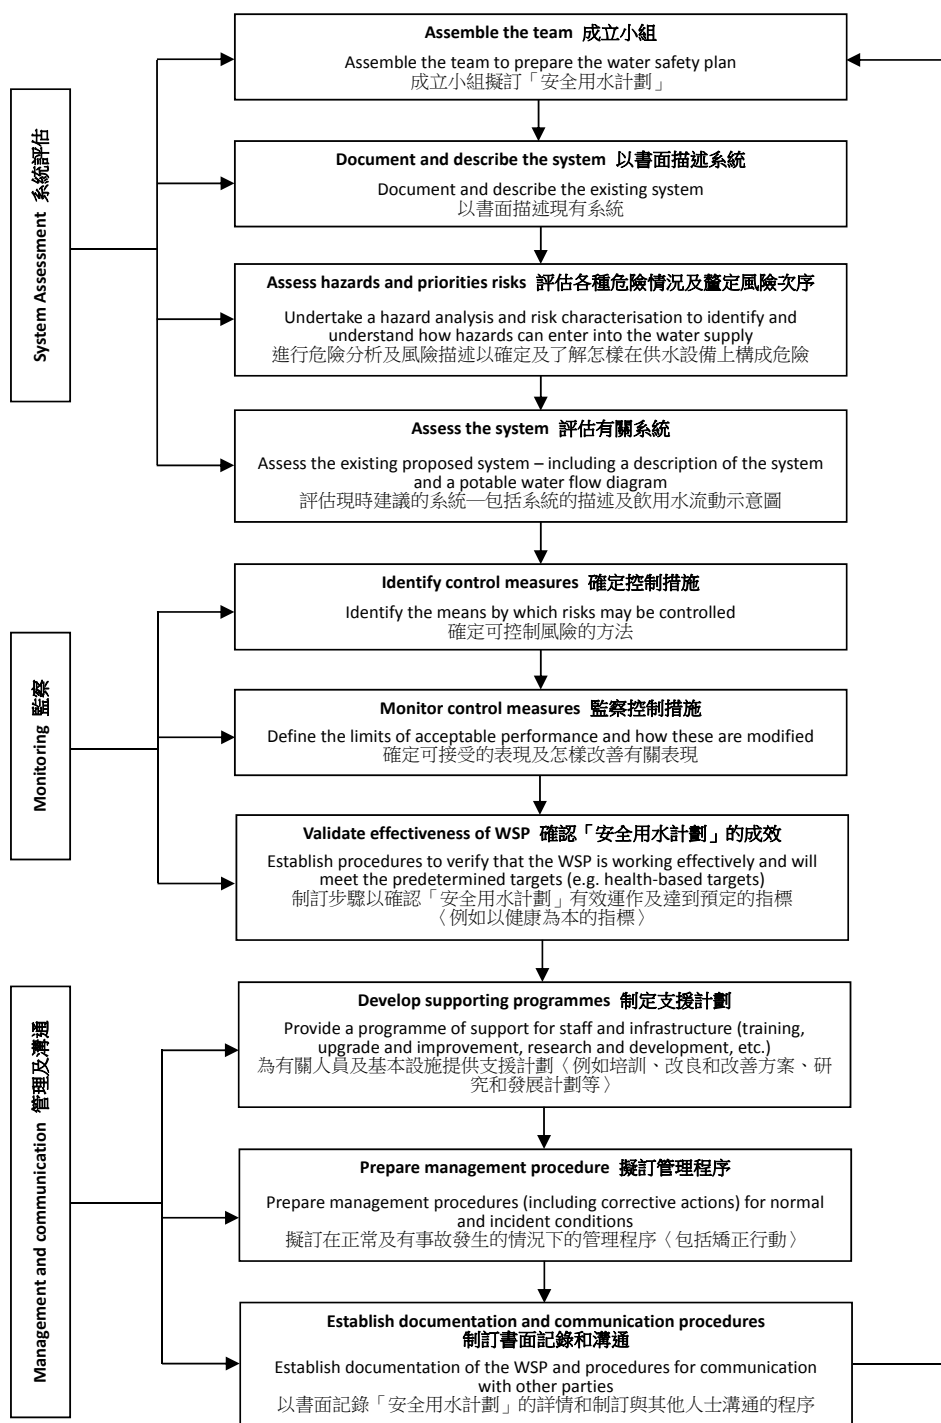 Assemble the team 成立小組
Assemble the team to prepare the water safety plan
成立小組擬訂「安全用水計劃」
System Assessment 系統評估
Document and describe the system 以書面描述系統
Document and describe the existing system
以書面描述現有系統
Assess hazards and priorities risks 評估各種危險情況及釐定風險次序
Undertake a hazard analysis and risk characterisation to identify and
understand how hazards can enter into the water supply
進行危險分析及風險描述以確定及了解怎樣在供水設備上構成危險
Assess the system 評估有關系統
Assess the existing proposed system – including a description of the system
and a potable water flow diagram
評估現時建議的系統—包括系統的描述及飲用水流動示意圖
Identify control measures 確定控制措施
Identify the means by which risks may be controlled
確定可控制風險的方法
Monitoring 監察
Monitor control measures 監察控制措施
Define the limits of acceptable performance and how these are modified
確定可接受的表現及怎樣改善有關表現
Validate effectiveness of WSP 確認「安全用水計劃」的成效
Establish procedures to verify that the WSP is working effectively and will
meet the predetermined targets (e.g. health-based targets)
制訂步驟以確認「安全用水計劃」有效運作及達到預定的指標
〈例如以健康為本的指標〉
Develop supporting programmes 制定支援計劃
Provide a programme of support for staff and infrastructure (training,
upgrade and improvement, research and development, etc.)
為有關人員及基本設施提供支援計劃〈例如培訓、改良和改善方案、研
究和發展計劃等〉
Management and communication 管理及溝通
Prepare management procedure 擬訂管理程序
Prepare management procedures (including corrective actions) for normal
and incident conditions
擬訂在正常及有事故發生的情況下的管理程序〈包括矯正行動〉
Establish documentation and communication procedures
制訂書面記錄和溝通
Establish documentation of the WSP and procedures for communication
with other parties
以書面記錄「安全用水計劃」的詳情和制訂與其他人士溝通的程序